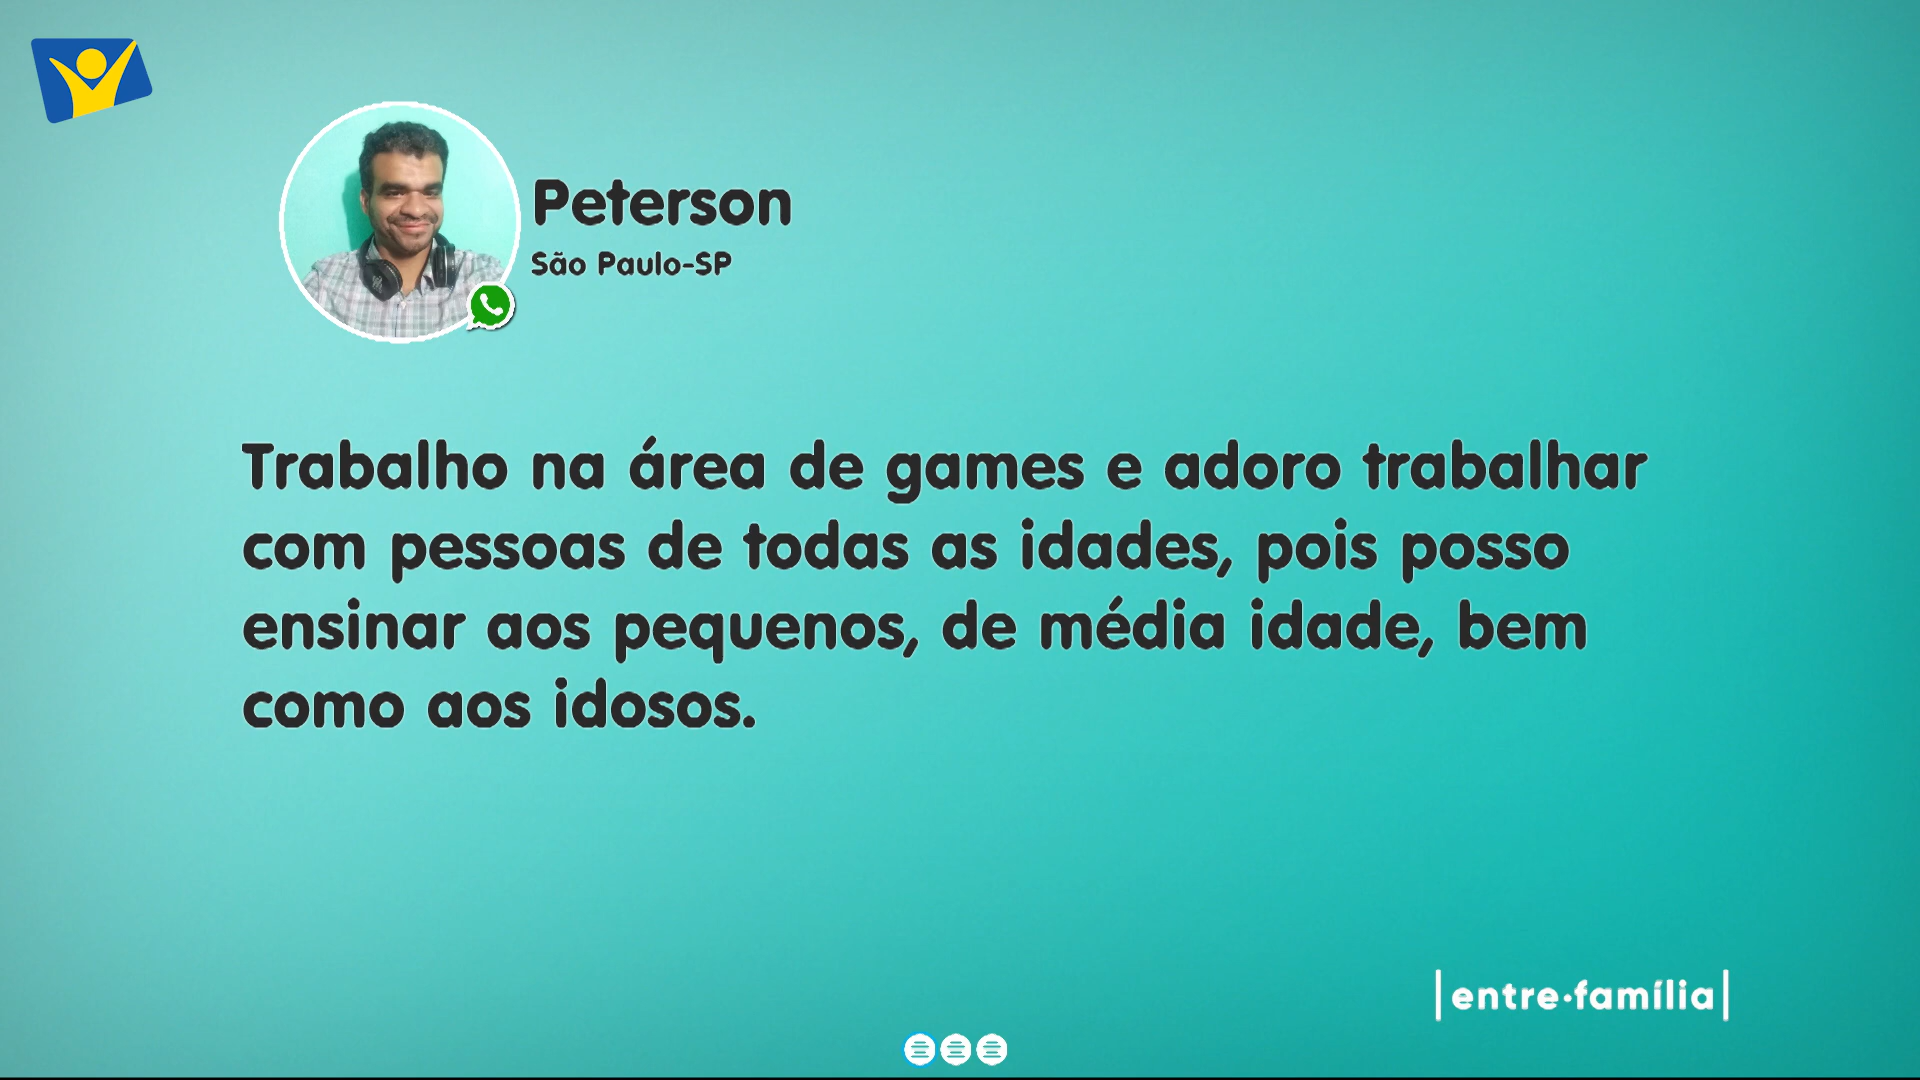 Peterson
São Paulo-SP
Trabalho na área de games e adoro trabalhar
com pessoas de todas as idades, pois posso
ensinar aos pequenos, de média idade, bem
como aos idosos.
|entre·família|